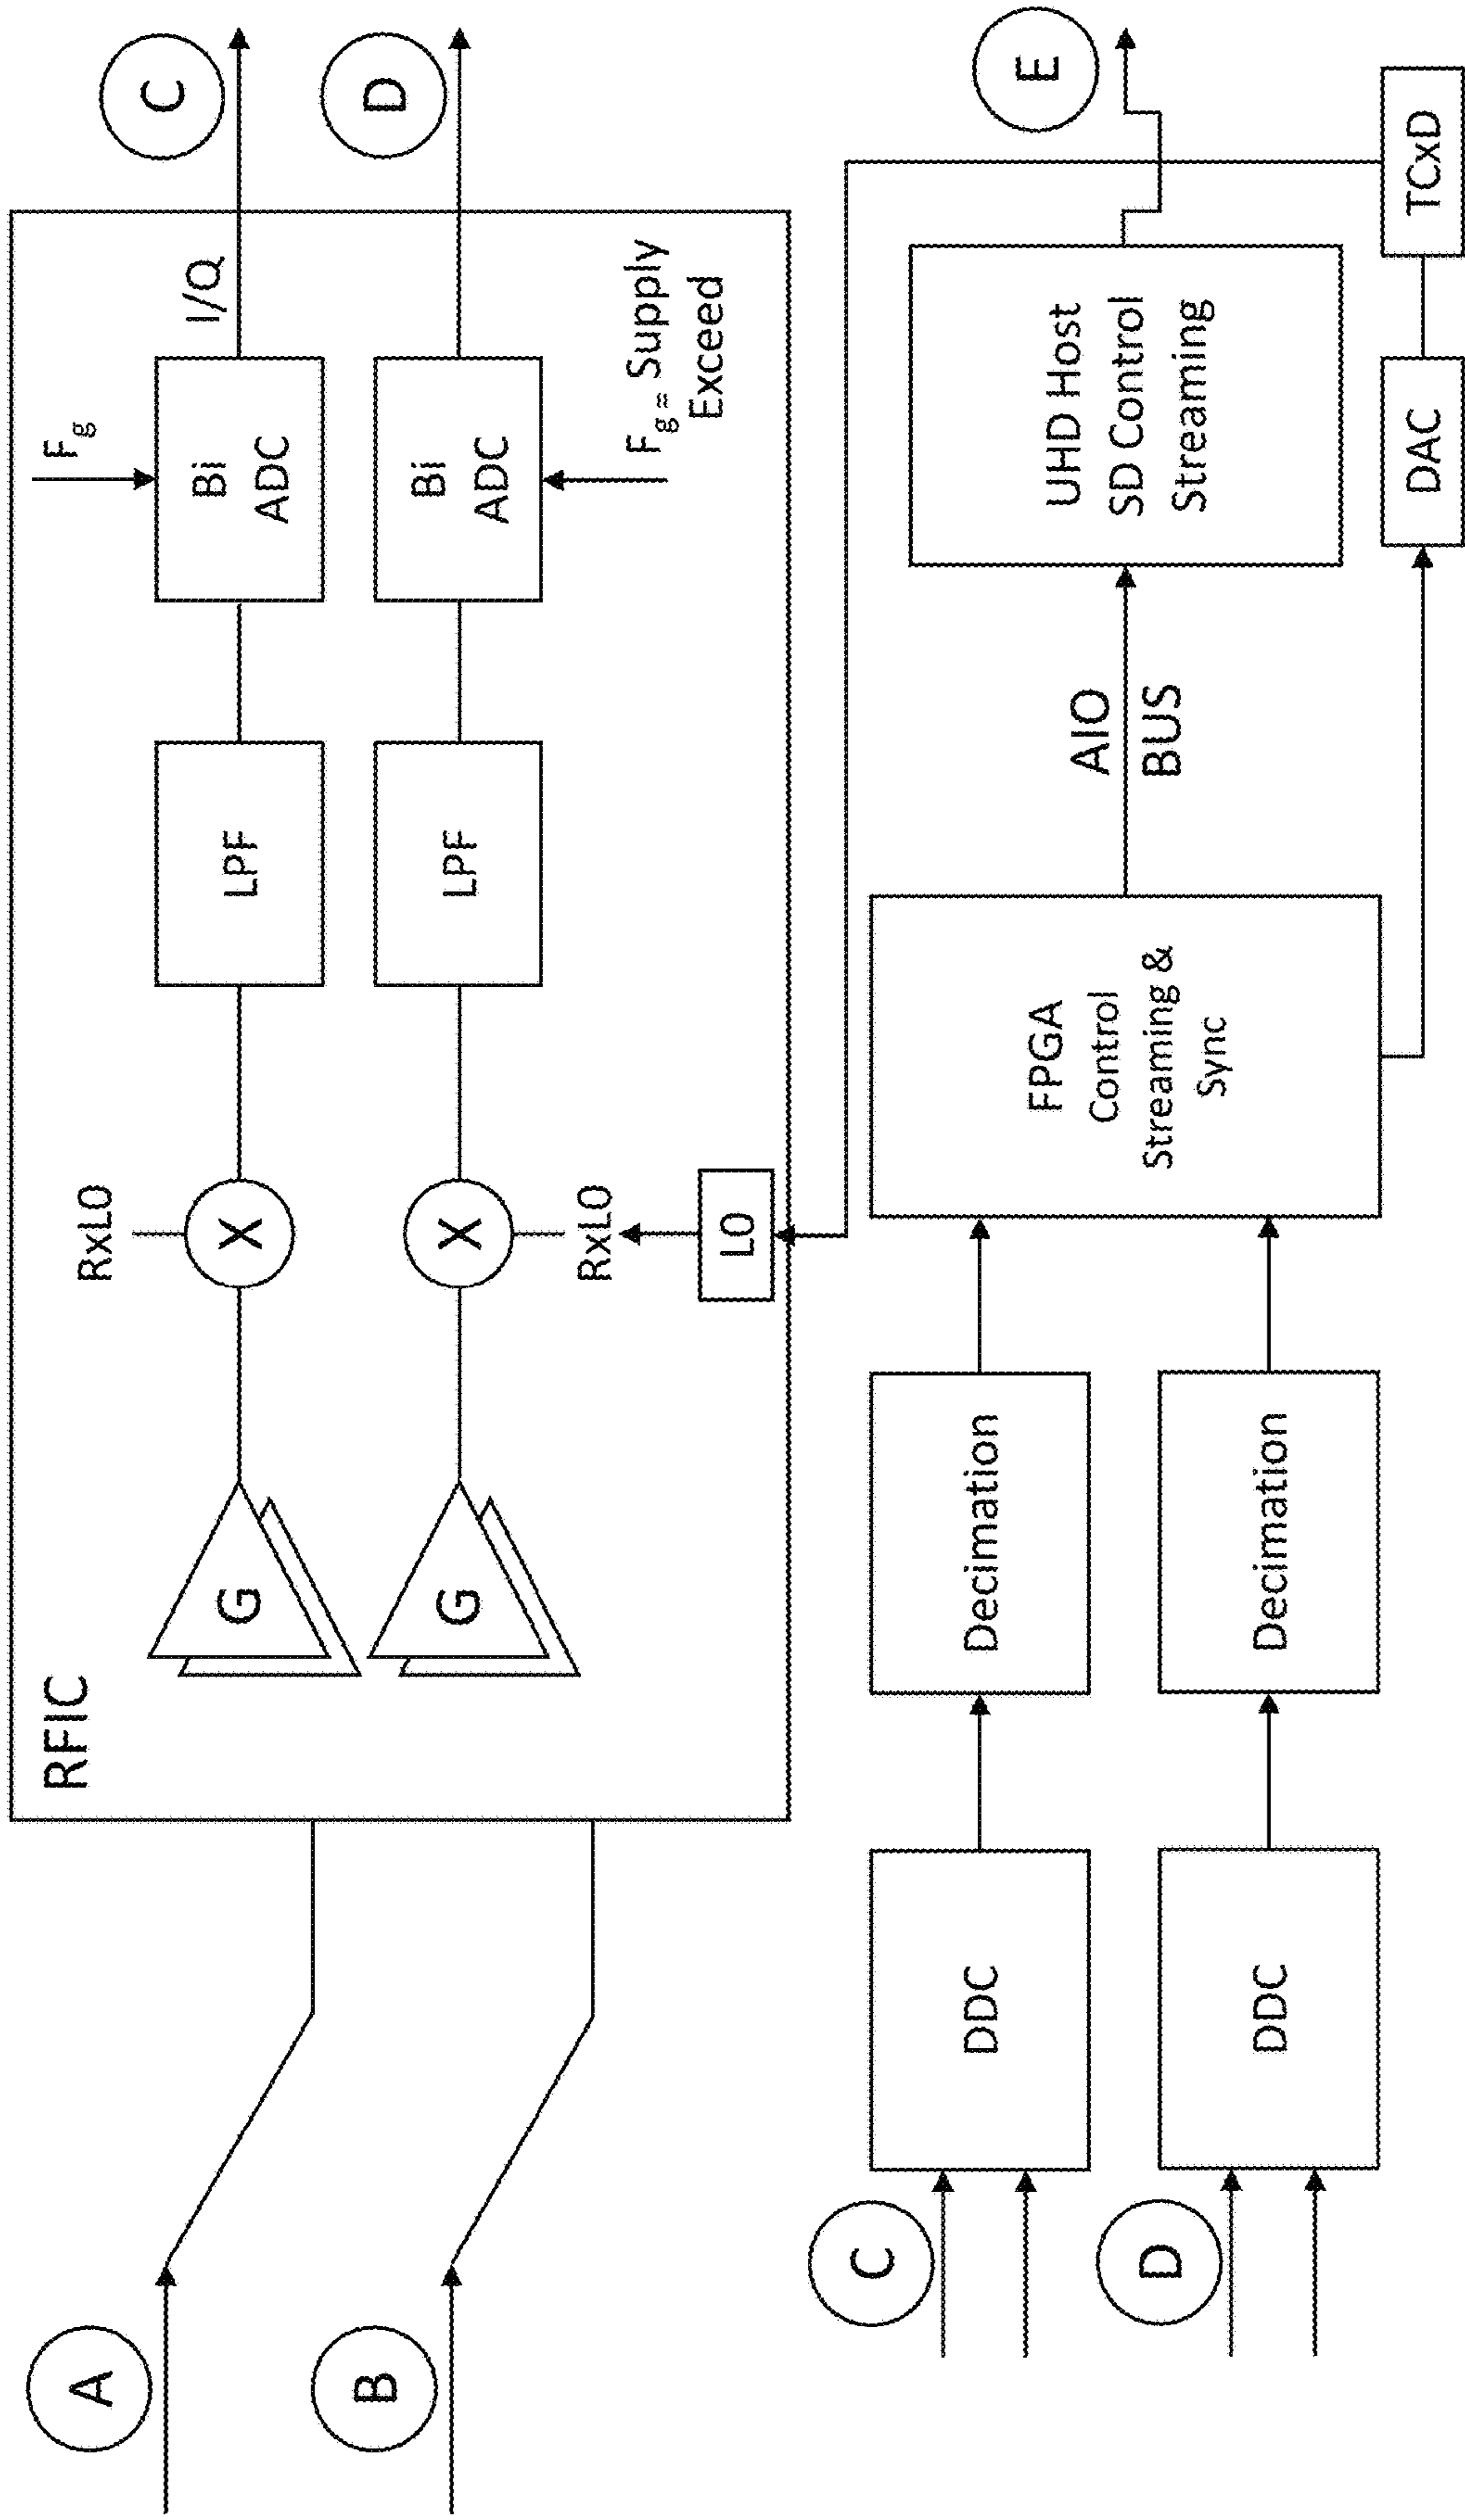 A
B
RFIC
G
G
RxLO
X
X
RxLO
LO
LPF
LPF
Fg
Bi
ADC
Bi
ADC
Fg = Supply
Exceed
I/Q
C
D
C
D
DDC
DDC
Decimation
Decimation
FPGA
Control
Streaming &
Sync
AIO
BUS
UHD Host
SD Control
Streaming
DAC
TCxD
E